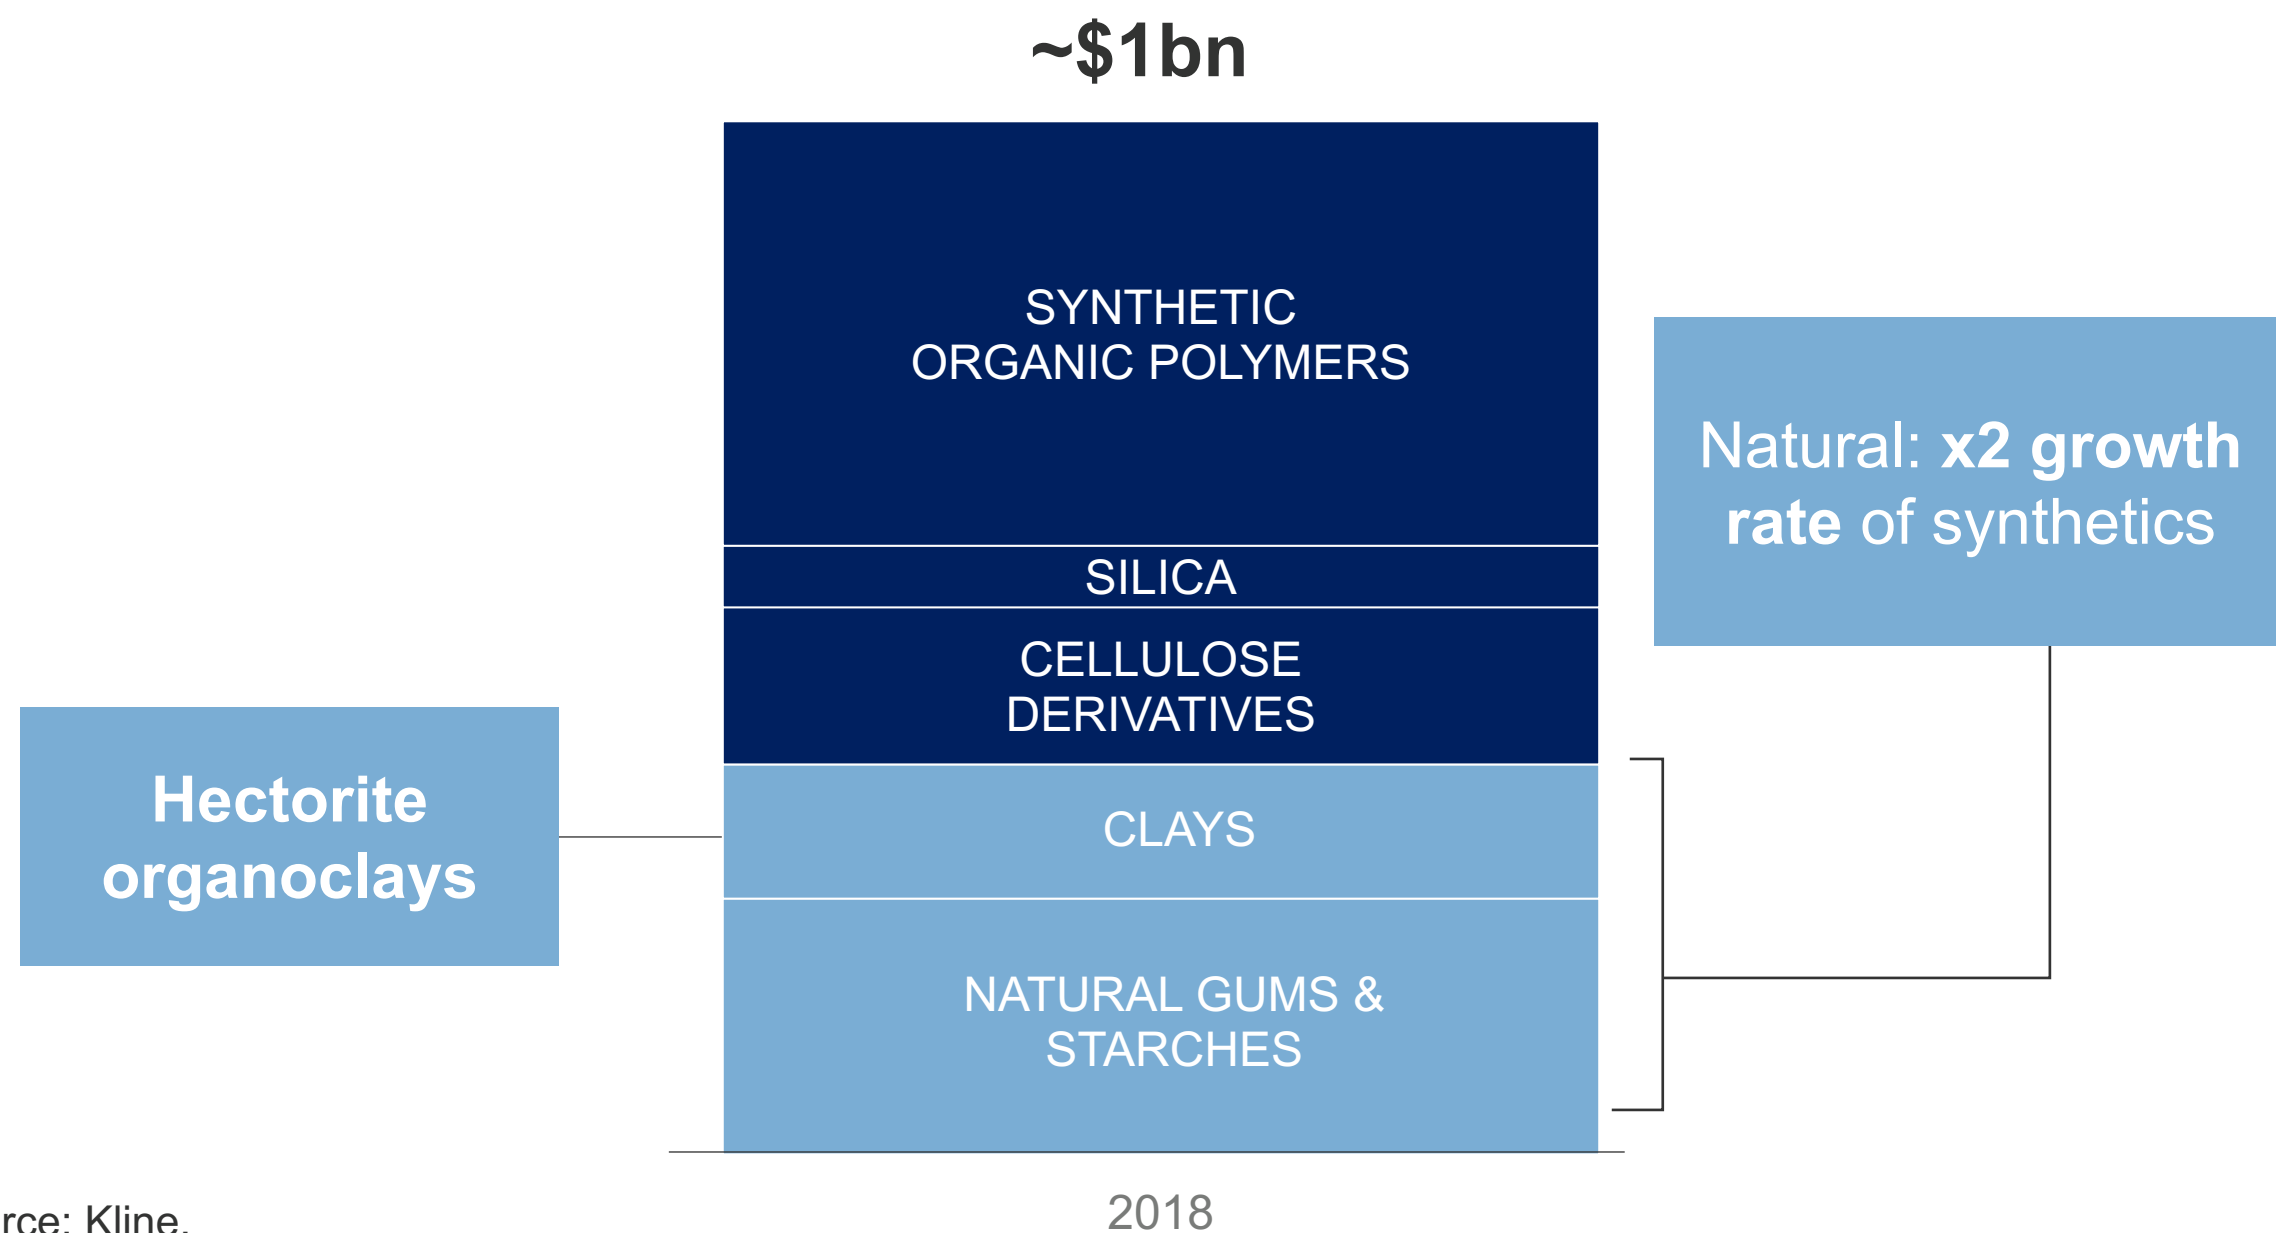 ~$1bn
SYNTHETIC
ORGANIC POLYMERS
SILICA
CELLULOSE
DERIVATIVES
CLAYS
NATURAL GUMS &
STARCHES
Hectorite
organoclays
Natural: x2 growth
rate of synthetics
2018
rce: Kline.